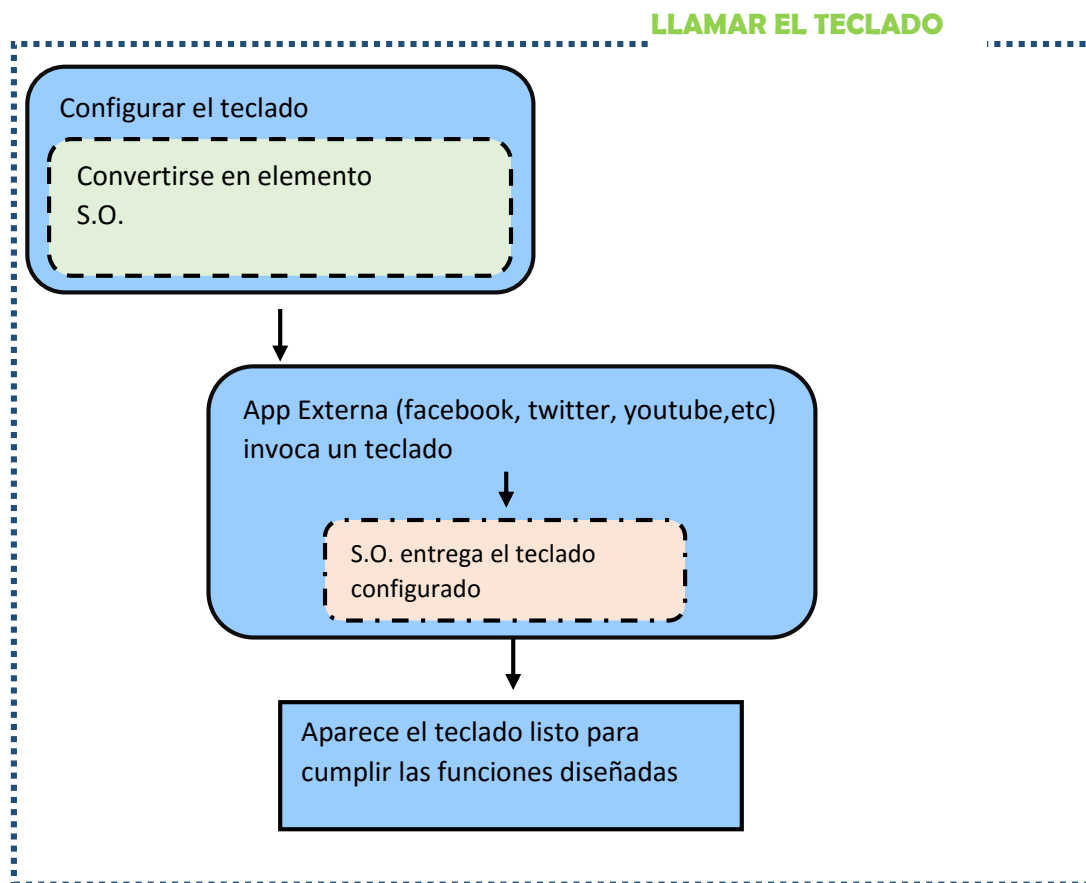 LLAMAR EL TECLADO
Configurar el teclado
Convertirse en elemento
S.O.
App Externa (facebook, twitter, youtube,etc)
invoca un teclado
S.O. entrega el teclado
configurado
Aparece el teclado listo para
cumplir las funciones diseñadas